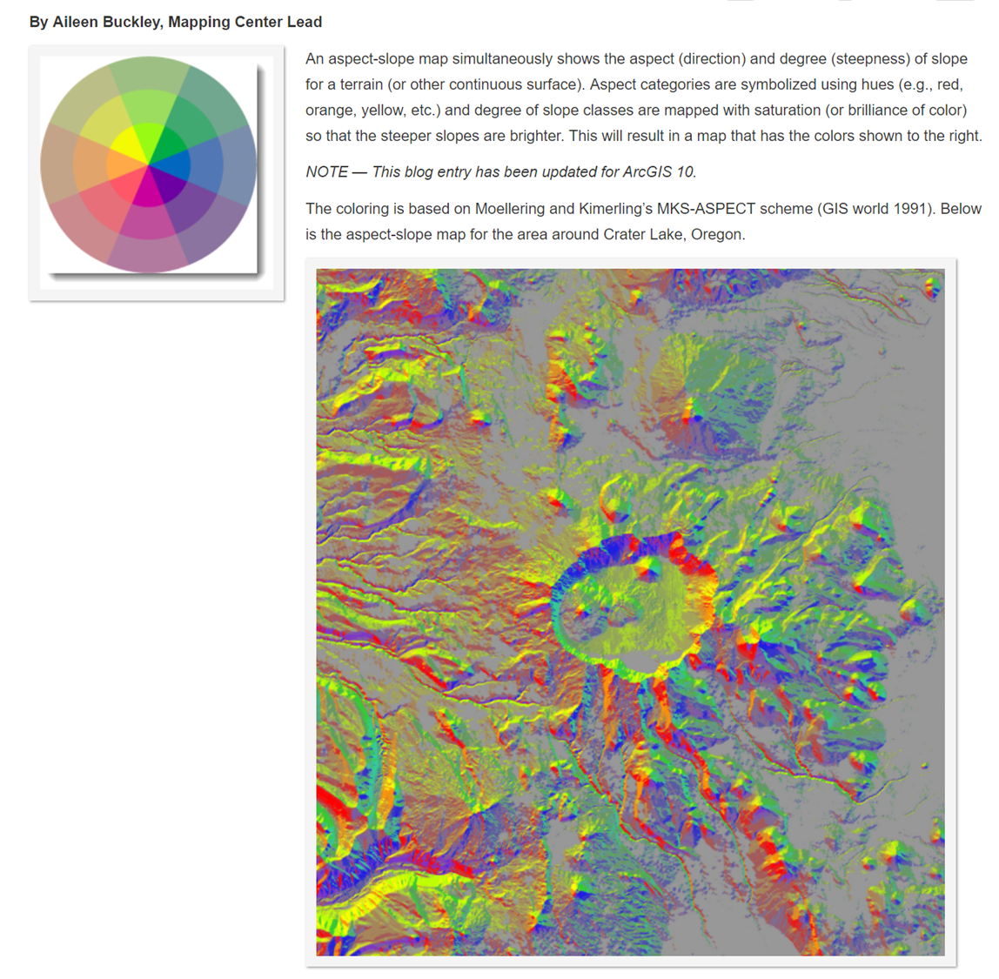 By Aileen Buckley, Mapping Center Lead
An aspect-slope map simultaneously shows the aspect (direction) and degree (steepness) of slope
for a terrain (or other continuous surface). Aspect categories are symbolized using hues (e.g., red,
orange, yellow, etc.) and degree of slope classes are mapped with saturation (or brilliance of color)
so that the steeper slopes are brighter. This will result in a map that has the colors shown to the right.
NOTE — This blog entry has been updated for ArcGIS 10.
The coloring is based on Moellering and Kimerling’s MKS-ASPECT scheme (GIS world 1991). Below
is the aspect-slope map for the area around Crater Lake, Oregon.